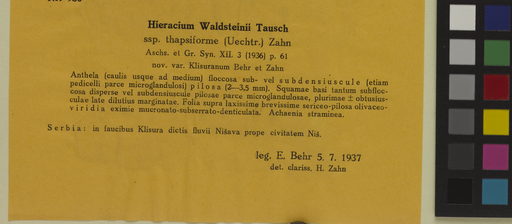 Hieracium Waldsteinii Tausch
ssp. thapsiforme (Uechtr.) Zahn
Aschs. et Gr. Syn. XII. 3 (1936) p. 61
nov. var. Klisuranum Behr et Zahn
Anthela (caulis usque ad medium) floccosa sub- vel subdensiuscule (etiam
pedicelli parce microglandulosi) pilosa (2—3,5 mm). Squamae basi tantum subfloc-
cosa disperse vel subdensiuscule pilosae parce microglandulosae, plurimae ± obtusius-
culae late dilutius marginatae. Folia supra laxissime brevissime sericeo-pilosa olivaceo-
viridia eximie mucronato-subserrato-denticulata. Achaenia straminea.
Serbia: in faucibus Klisura dictis fluvii Nišava prope civitatem Niš.
leg. E. Behr 5. 7. 1937
det. clariss. H. Zahn